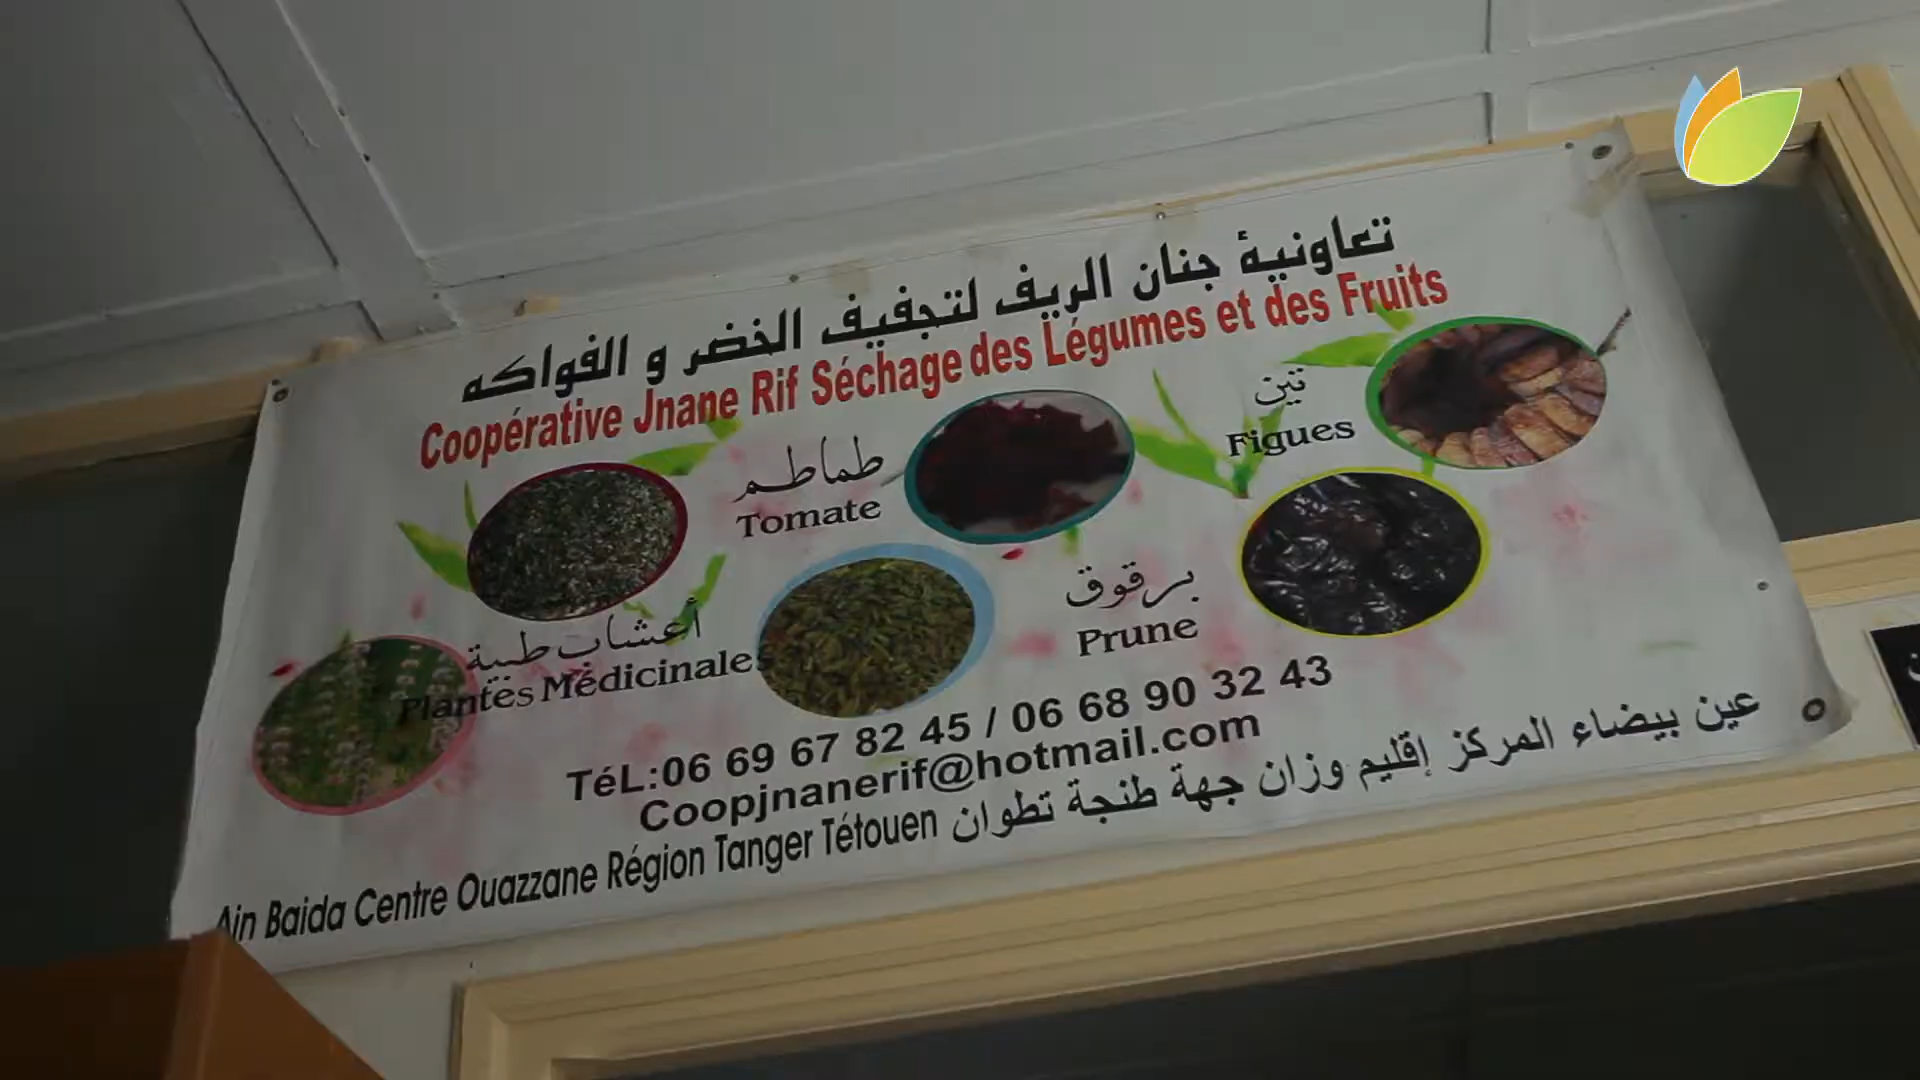 تعاونية جنان الريف لتجفيف الخضر و الفواكه
Coopérative Jnane Rif Séchage des Légumes et des Fruits
تين
Figues
طماطم
Tomate
برقوق
Prune
أعشاب طبية
Plantes Médicinales
TéL:06 69 67 82 45 / 06 68 90 32 43
Coopjnanerif@hotmail.com
عين بيضاء المركز إقليم وزان جهة طنجة تطوان
Ain Baida Centre Ouazzane Région Tanger Tétouen